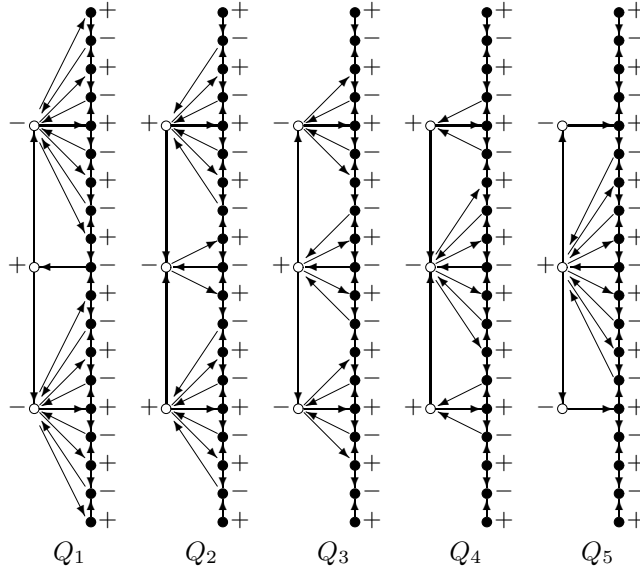 + + + + +
− − − − −
+ + + + +
− − − − −
− + + + − + + + − +
− − − − −
+ + + + +
− − − − −
+ + + + +
+ − − − + − − − + −
+ + + + +
− − − − −
+ + + + +
− − − − −
− + + + − + + + − +
− − − − −
+ + + + +
− − − − −
+ + + + +
Q₁ Q₂ Q₃ Q₄ Q₅